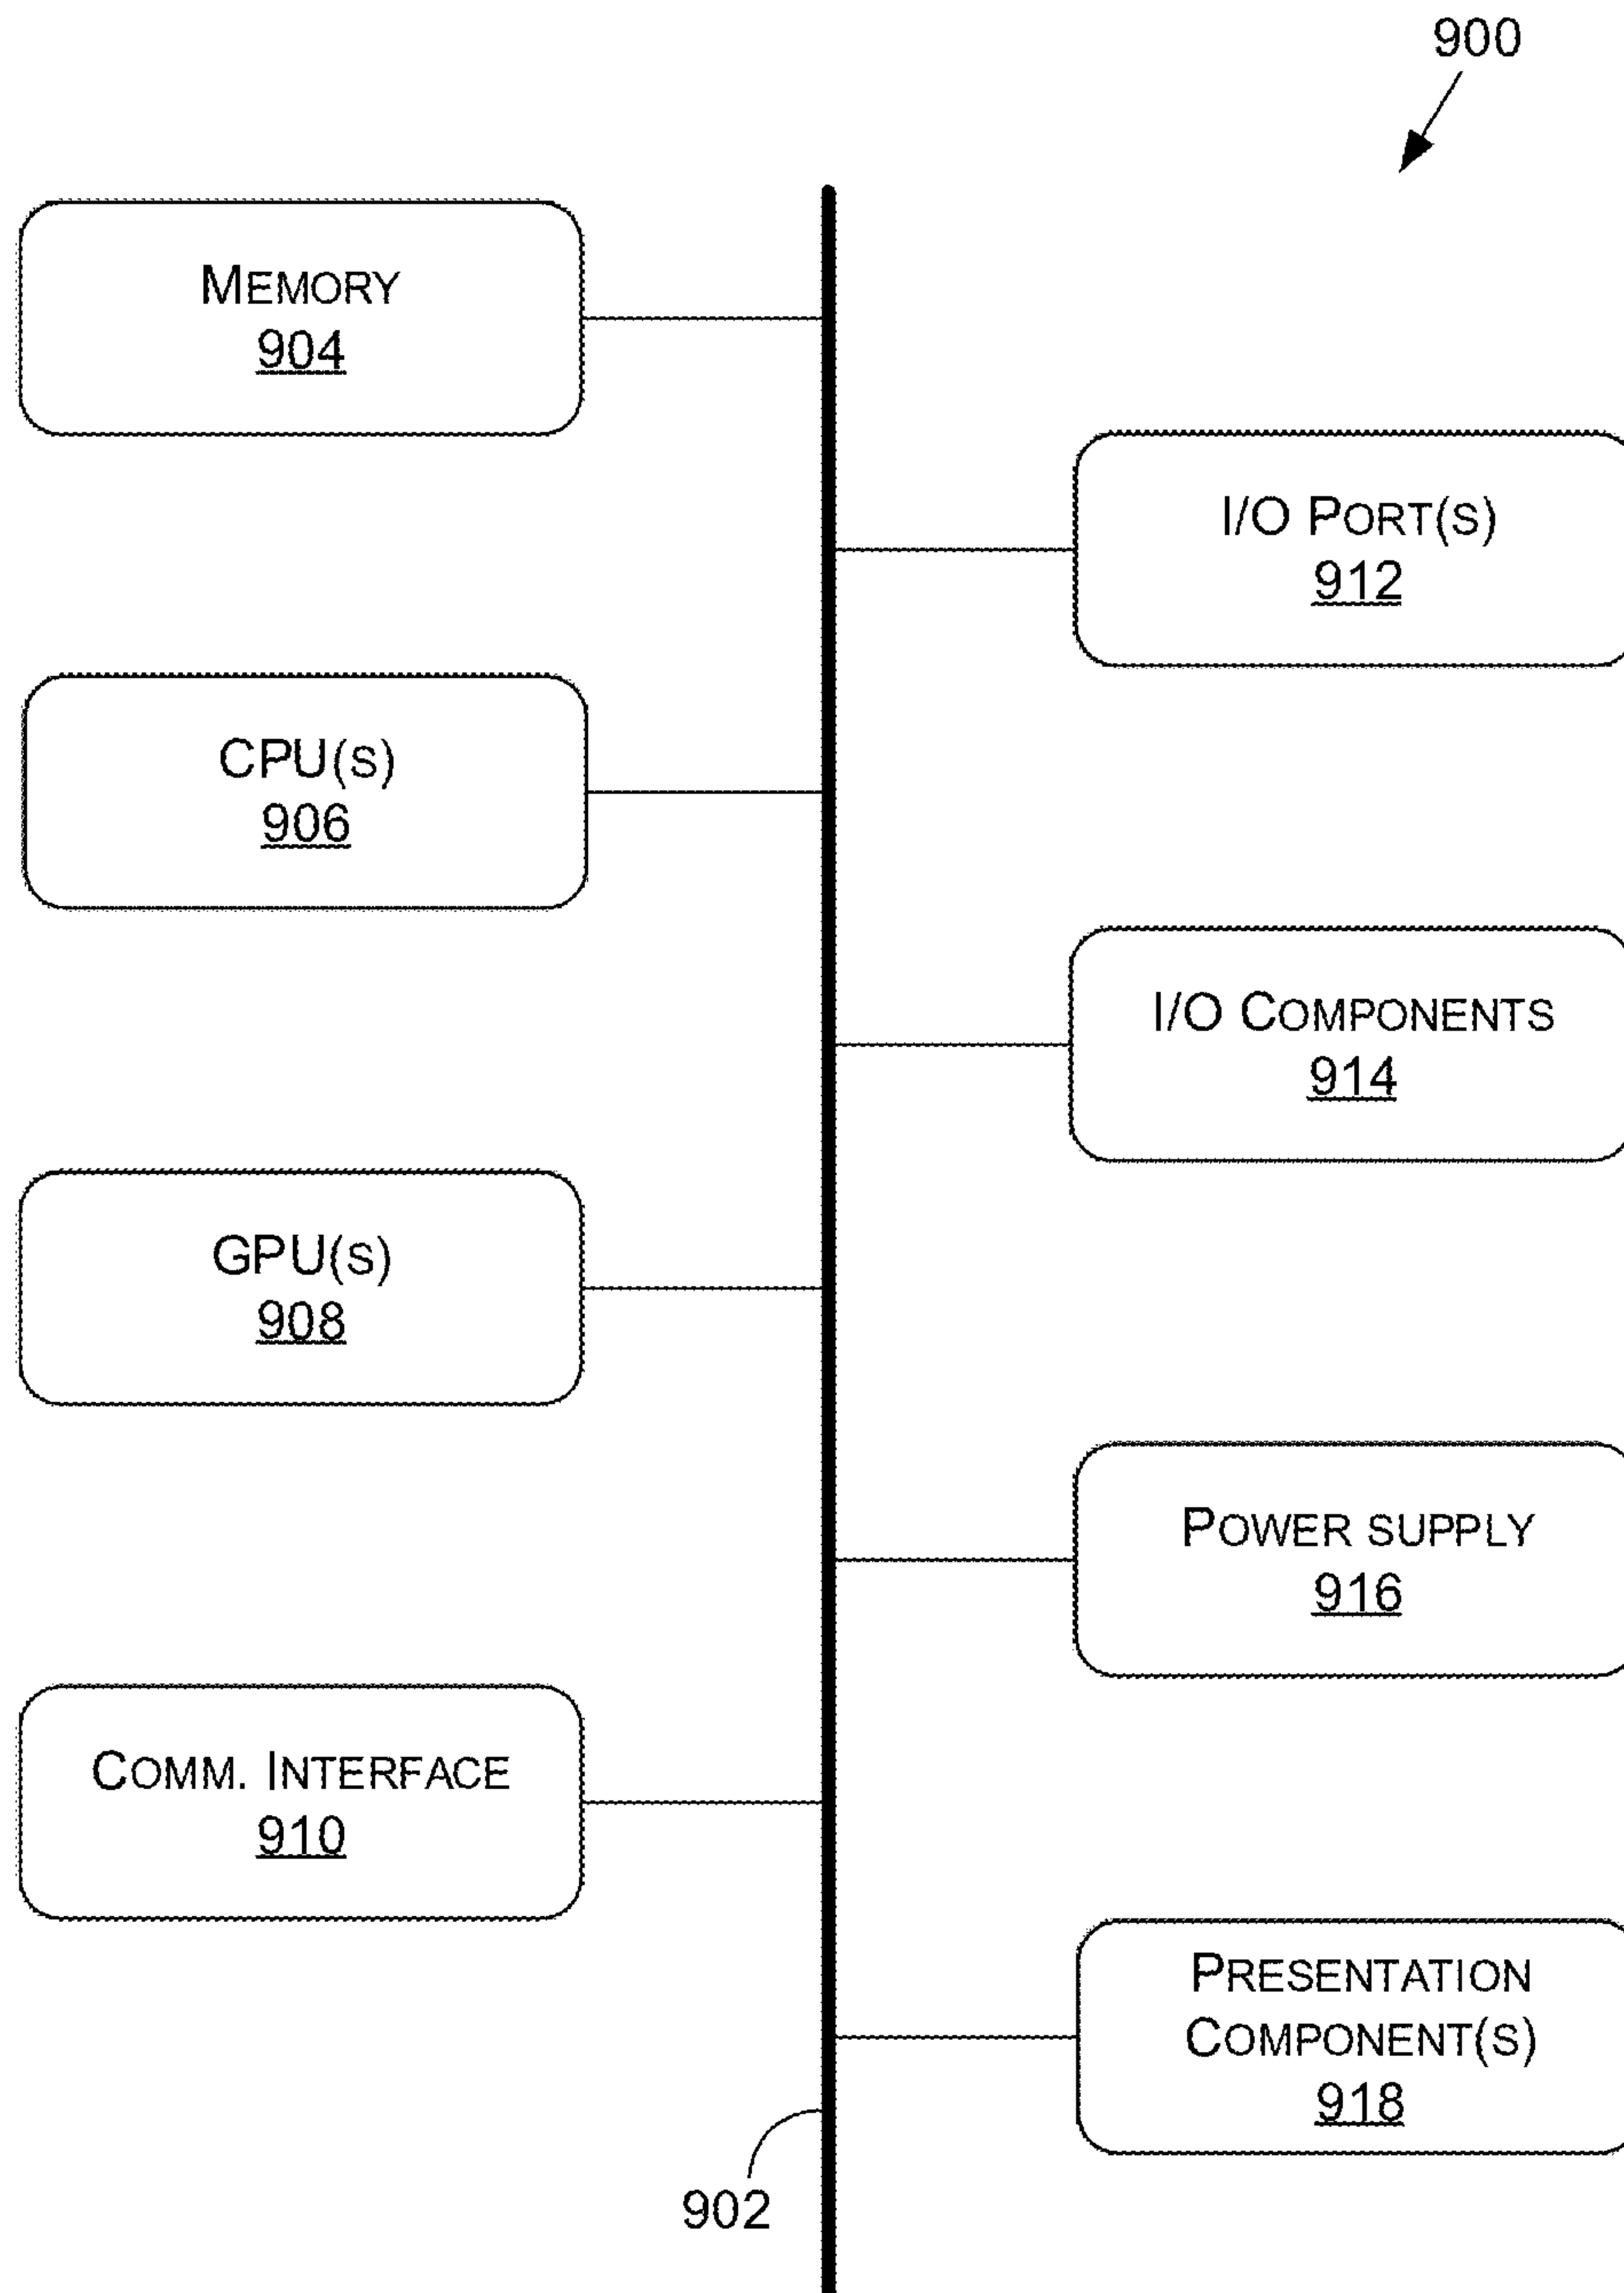 900
MEMORY
904
I/O PORT(S)
912
CPU(S)
906
I/O COMPONENTS
914
GPU(S)
908
POWER SUPPLY
916
COMM. INTERFACE
910
PRESENTATION
COMPONENT(S)
918
902